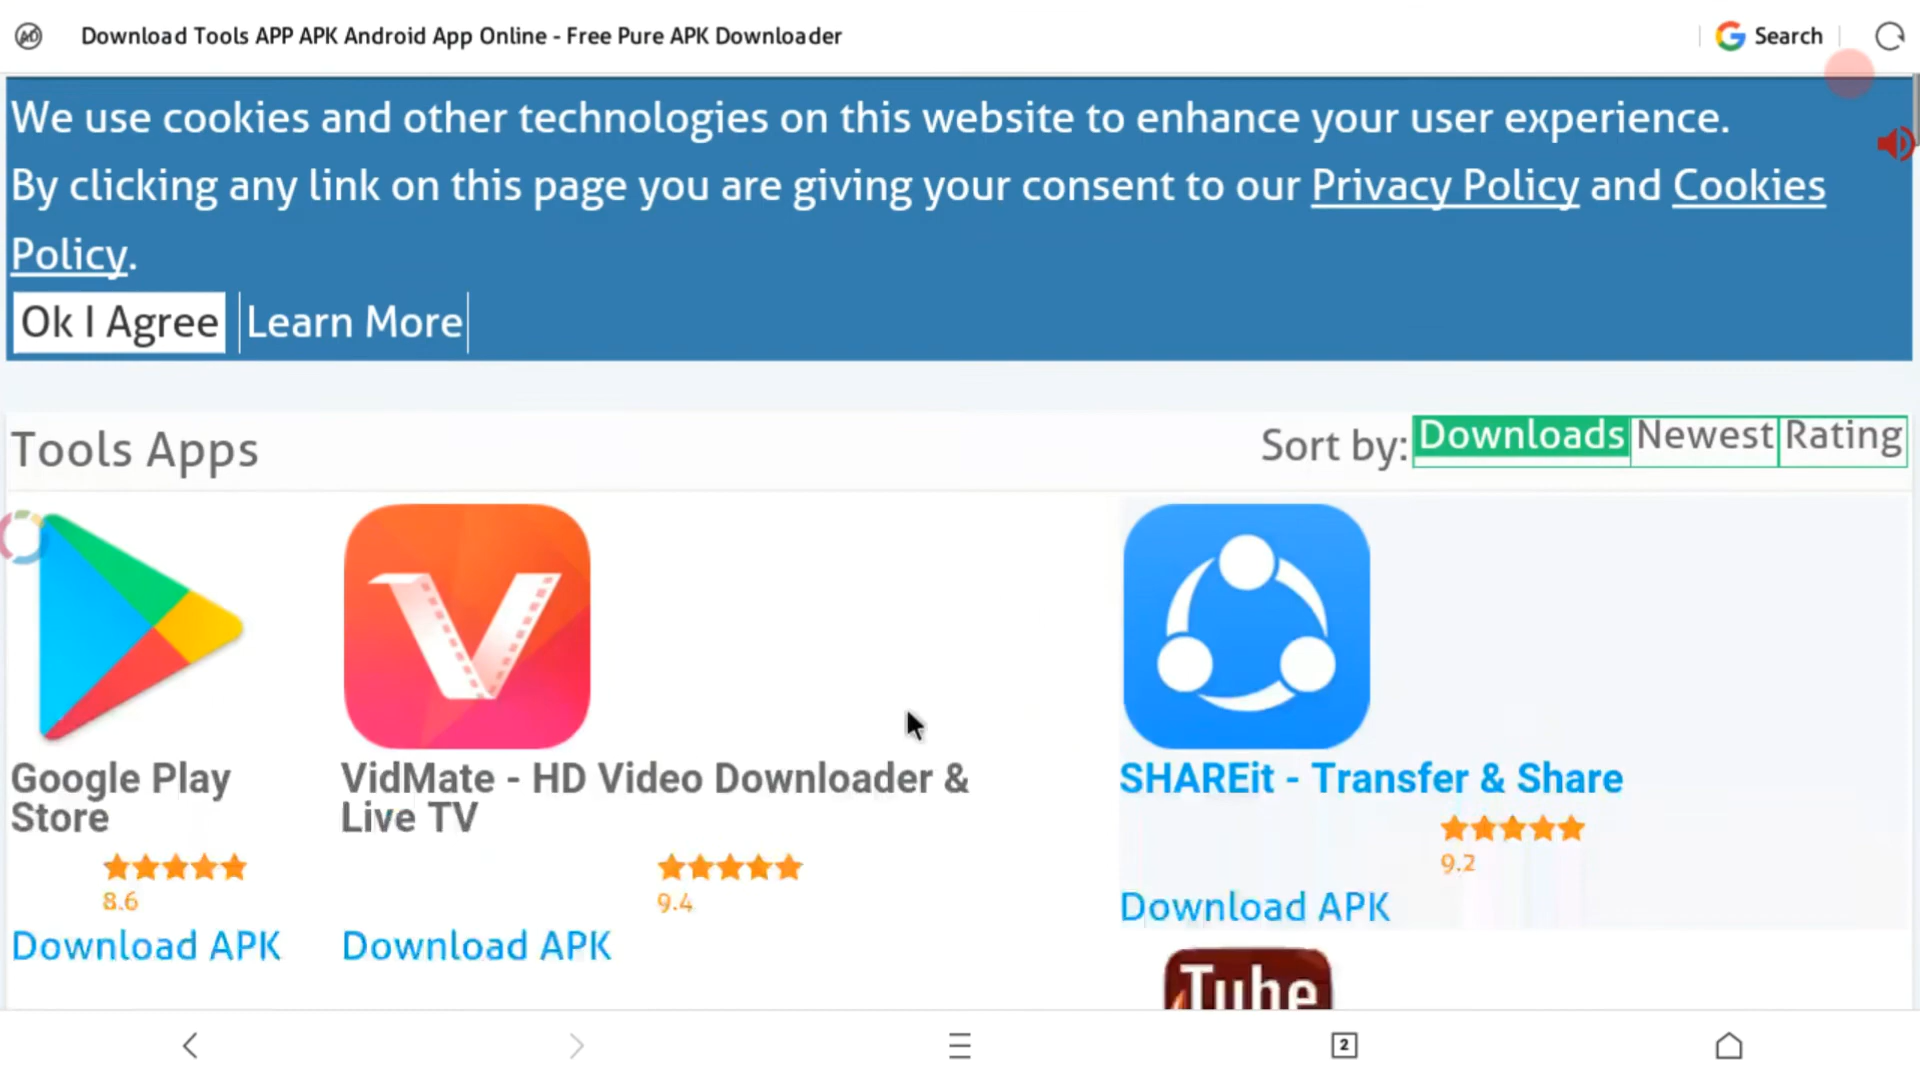 Download Tools APP APK Android App Online - Free Pure APK Downloader
Search
We use cookies and other technologies on this website to enhance your user experience.
By clicking any link on this page you are giving your consent to our Privacy Policy and Cookies
Policy.
Ok I Agree
Learn More
Tools Apps
Sort by:
Downloads
Newest
Rating
Google Play
Store
8.6
Download APK
VidMate - HD Video Downloader &
Live TV
9.4
Download APK
SHAREit - Transfer & Share
9.2
Download APK
Tube
2